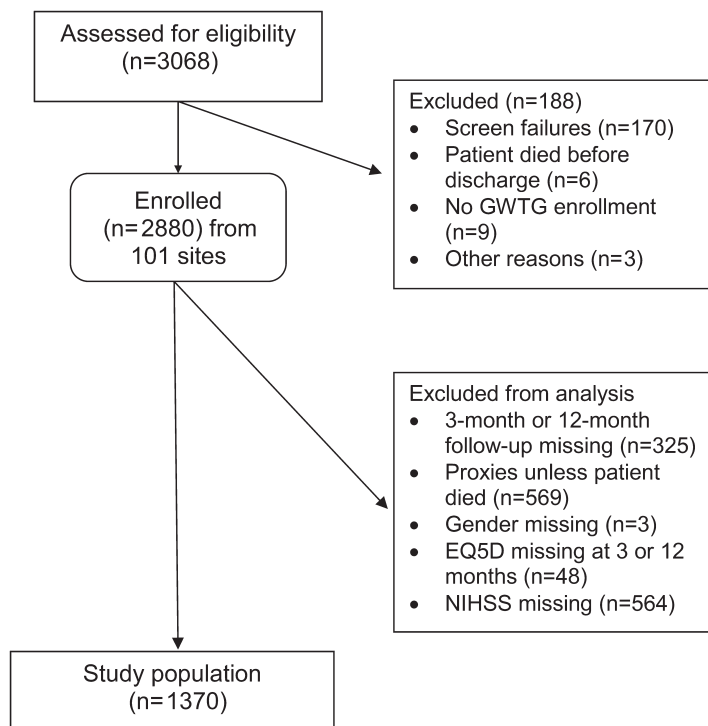 Assessed for eligibility
(n=3068)
Excluded (n=188)
• Screen failures (n=170)
• Patient died before
discharge (n=6)
• No GWTG enrollment
(n=9)
• Other reasons (n=3)
Enrolled
(n=2880) from
101 sites
Excluded from analysis
• 3-month or 12-month
follow-up missing (n=325)
• Proxies unless patient
died (n=569)
• Gender missing (n=3)
• EQ5D missing at 3 or 12
months (n=48)
• NIHSS missing (n=564)
Study population
(n=1370)